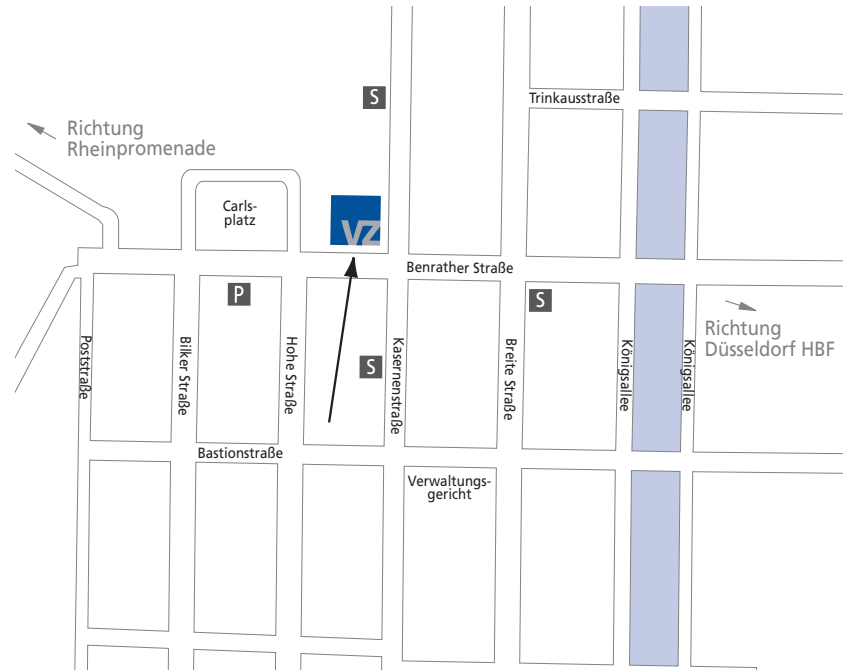 S
Trinkausstraße
Richtung
Rheinpromenade
Carls-
platz
VZ
Benrather Straße
P
S
S
Richtung
Düsseldorf HBF
Poststraße
Bilker Straße
Hohe Straße
Kasernenstraße
Breite Straße
Königsallee
Königsallee
Bastionstraße
Verwaltungs-
gericht